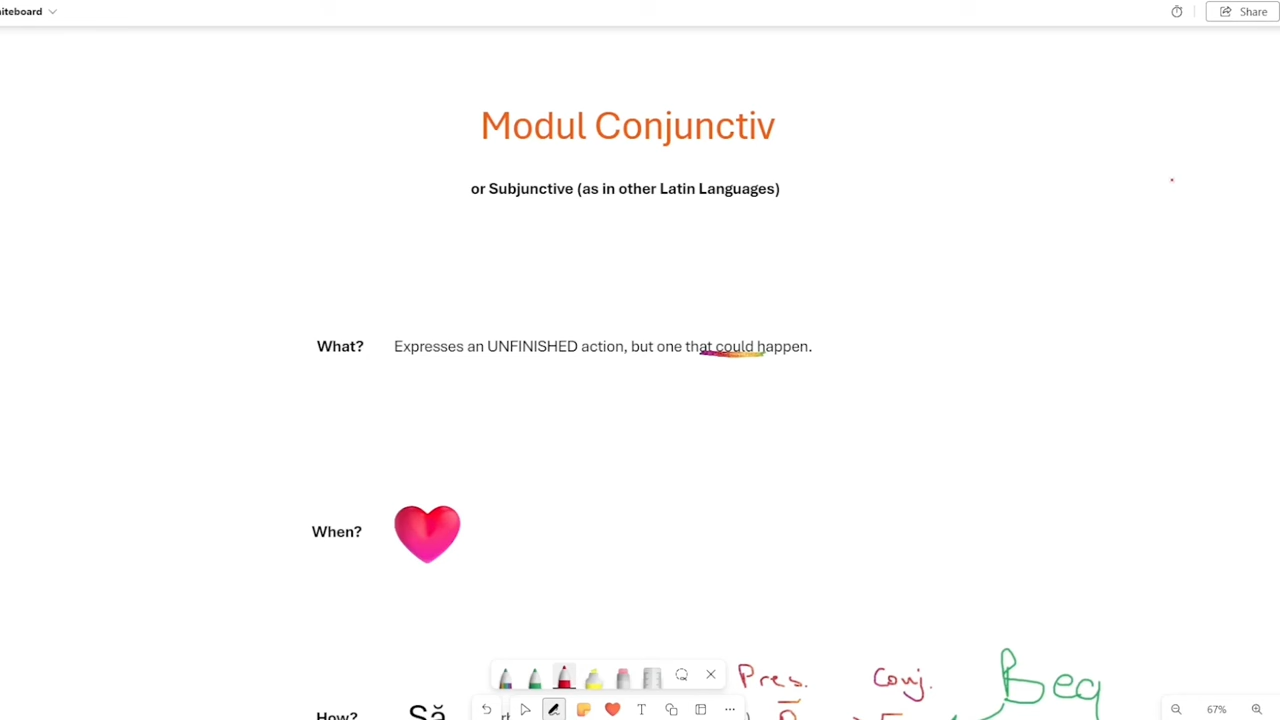 iteboard
Share
Modul Conjunctiv
or Subjunctive (as in other Latin Languages)
What? Expresses an UNFINISHED action, but one that could happen.
When?
Pres. Conj. Beq
How? Să
67%